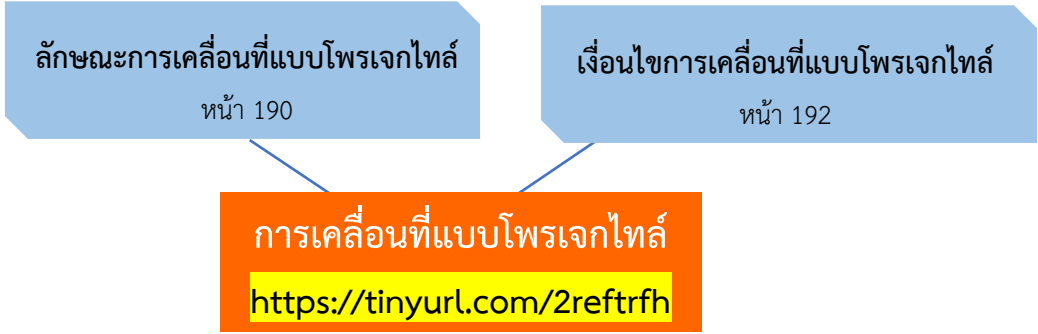 ลักษณะการเคลื่อนที่แบบโพรเจกไทล์
หน้า 190
เงื่อนไขการเคลื่อนที่แบบโพรเจกไทล์
หน้า 192
การเคลื่อนที่แบบโพรเจกไทล์
https://tinyurl.com/2reftrfh